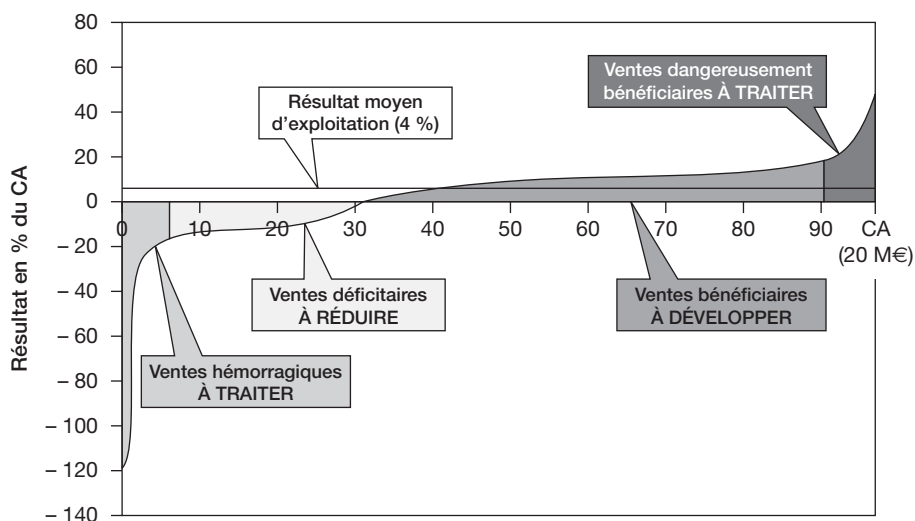 80
60
40
20
0
– 20
– 40
– 60
– 80
– 100
– 120
– 140
Résultat en % du CA
Ventes dangereusement
bénéficiaires À TRAITER
Résultat moyen
d'exploitation (4 %)
0 10 20 30 40 50 60 70 80 90 CA
(20 M€)
Ventes déficitaires
À RÉDUIRE
Ventes bénéficiaires
À DÉVELOPPER
Ventes hémorragiques
À TRAITER